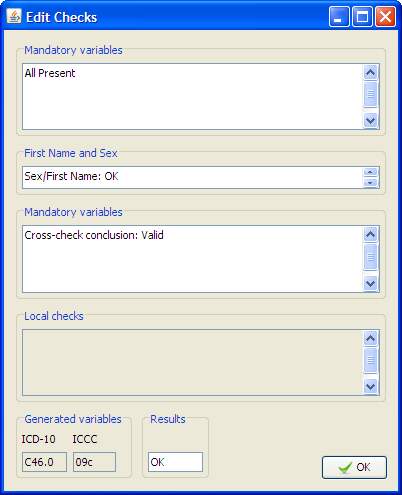 Edit Checks
Mandatory variables
All Present
First Name and Sex
Sex/First Name: OK
Mandatory variables
Cross-check conclusion: Valid
Local checks
Generated variables
ICD-10 ICCC
C46.0 09c
Results
OK
OK